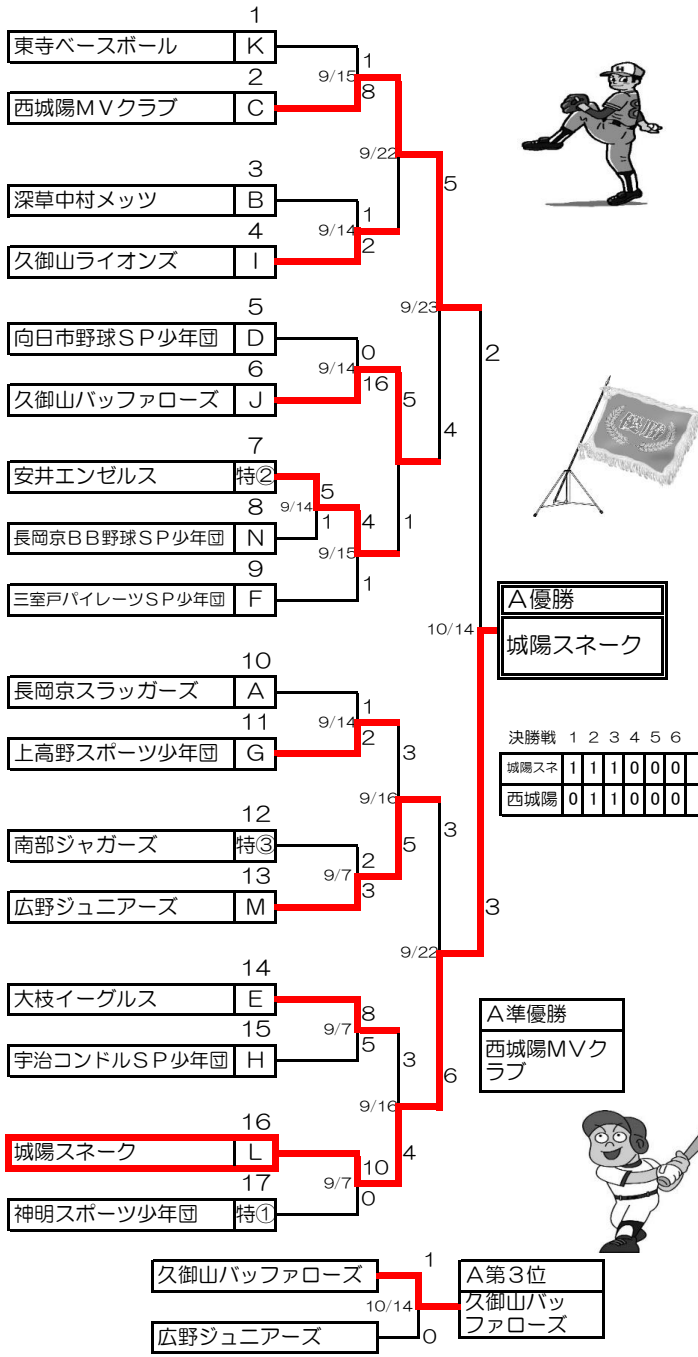 1
東寺ベースボール K
1
9/15
2
8
西城陽MVクラブ C
9/22
3
5
深草中村メッツ B
1
9/14
4
2
久御山ライオンズ I
9/23
5
2
向日市野球SP少年団 D
0
9/14
6
16
久御山バッファローズ J
5
4
7
安井エンゼルス 特②
5
8
9/14
1
4
1
長岡京BB野球SP少年団 N
9/15
9
1
三室戸パイレーツSP少年団 F
A優勝
10/14
城陽スネーク
10
長岡京スラッガーズ A
1
9/14
11
2
3
上高野スポーツ少年団 G
決勝戦 1 2 3 4 5 6
城陽スネ 1 1 1 0 0 0
西城陽 0 1 1 0 0 0
9/16
12
3
南部ジャガーズ 特③
5
2
9/7
13
3
広野ジュニアーズ M
3
9/22
14
大枝イーグルス E
8
9/7
15
5
宇治コンドルSP少年団 H
3
A準優勝
西城陽MVク
ラブ
6
9/16
16
城陽スネーク L
4
10
9/7
17
0
神明スポーツ少年団 特①
1
久御山バッファローズ
A第3位
久御山バッ
ファローズ
10/14
広野ジュニアーズ
0